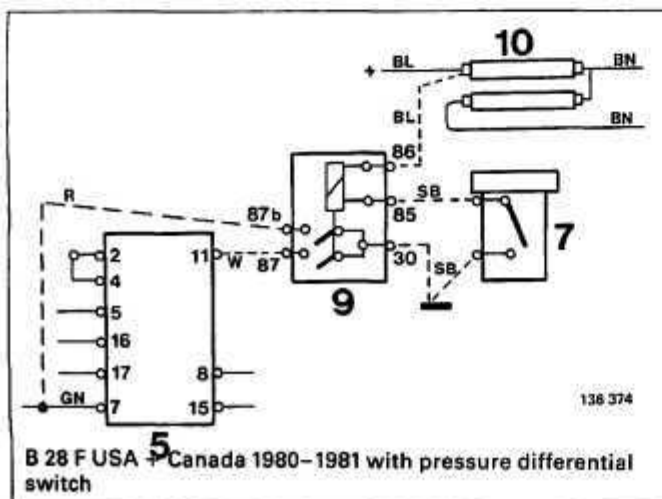 10
+ BL BN
BL
BN
86
R
87b
85 SB
7
2 11 W 87
30
4
SB
9
5
16
17 8
136 374
GN 7 15
5
B 28 F USA + Canada 1980–1981 with pressure differential
switch